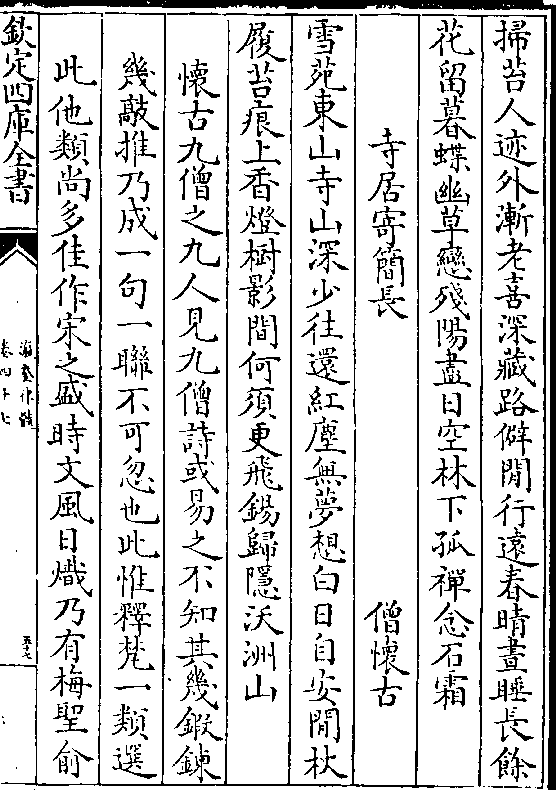 掃苔人迹外漸老喜深藏路僻閒行遠春晴晝睡長餘
花留暮蝶幽草戀殘陽盡日空林下孤禪念石霜
寺居寄簡長　僧懷古
雪苑東山寺山深少往還紅塵無夢想白日自安閒杖
履苔痕上香燈樹影間何須更飛錫歸隱沃洲山
懷古九僧之九人見九僧詩或易之不知其幾鍛鍊
幾敲推乃成一句一聯不可忽也此惟釋梵一類選
此他類尚多佳作宋之盛時文風日熾乃有梅聖俞
欽定四庫全書
瀛奎律髓
卷四十七